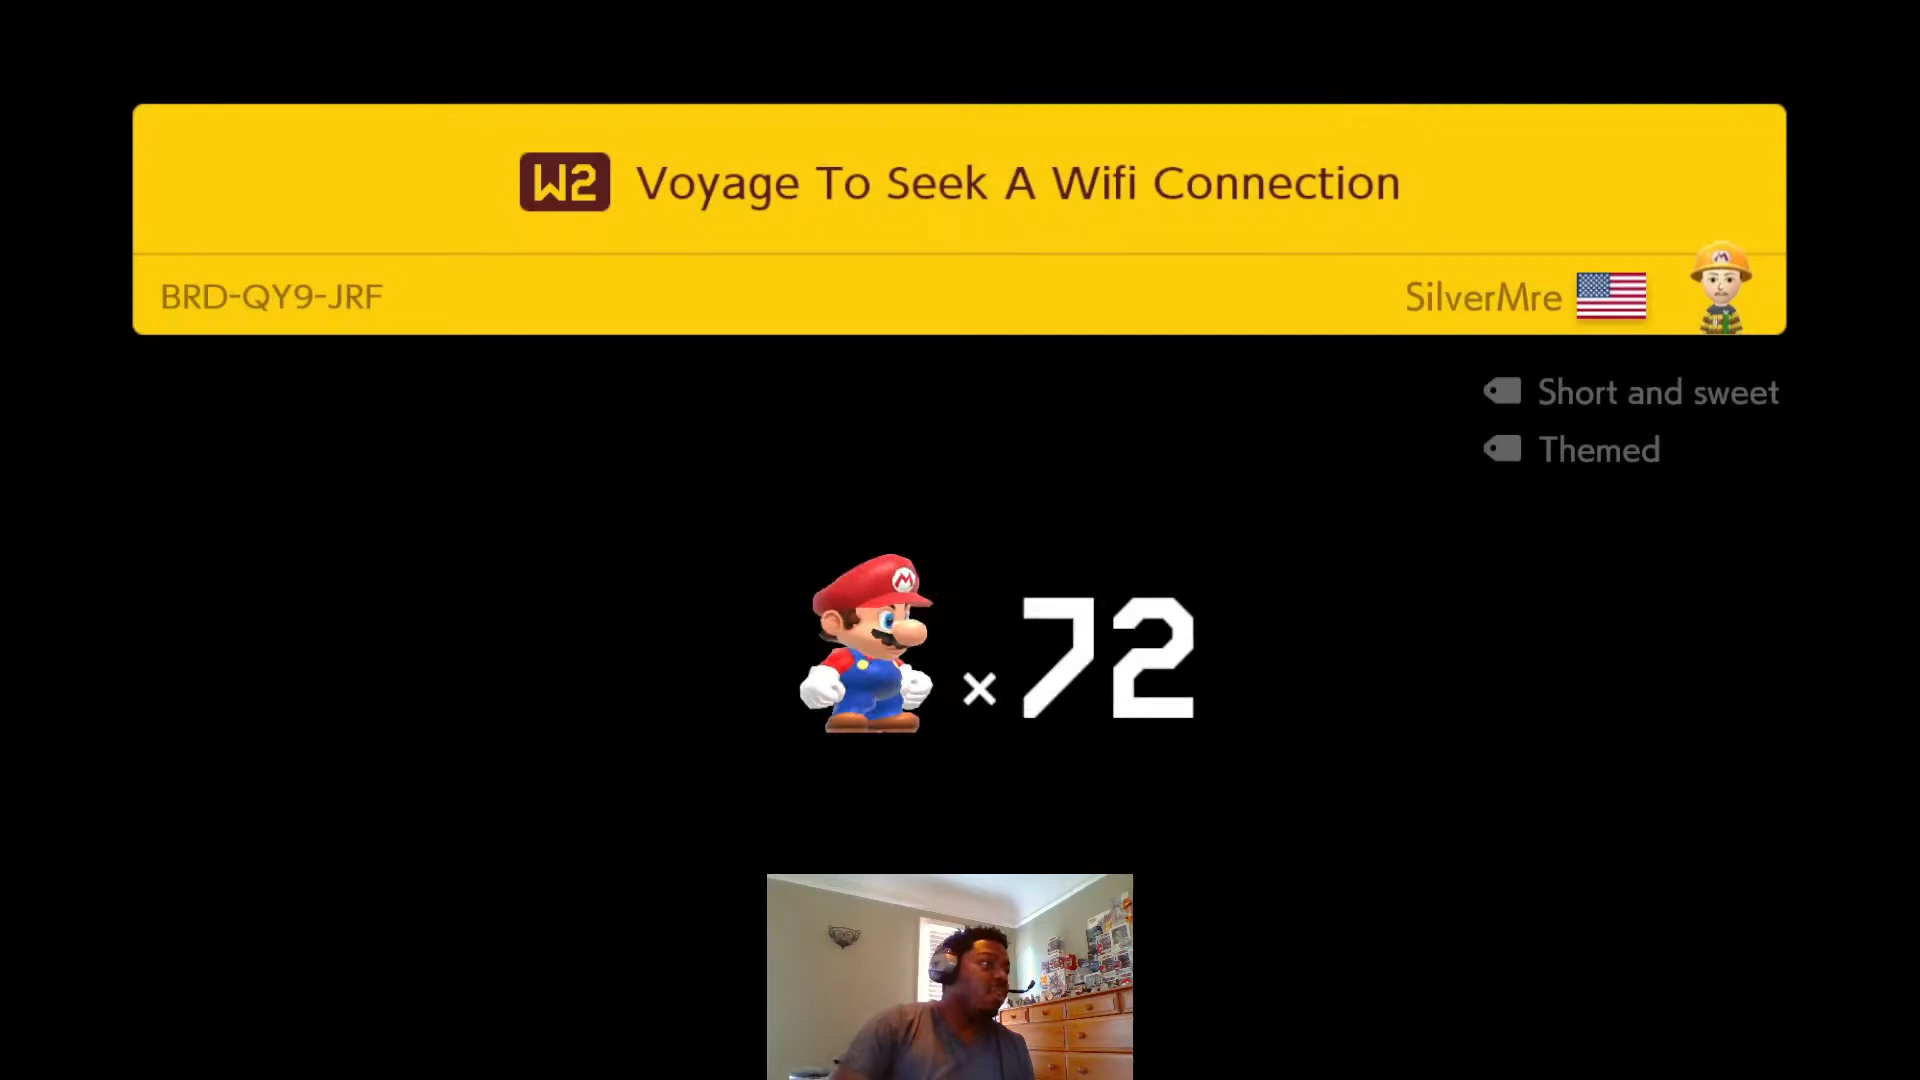 W2 Voyage To Seek A Wifi Connection
BRD-QY9-JRF
SilverMre
Short and sweet
Themed
M
M
× 72